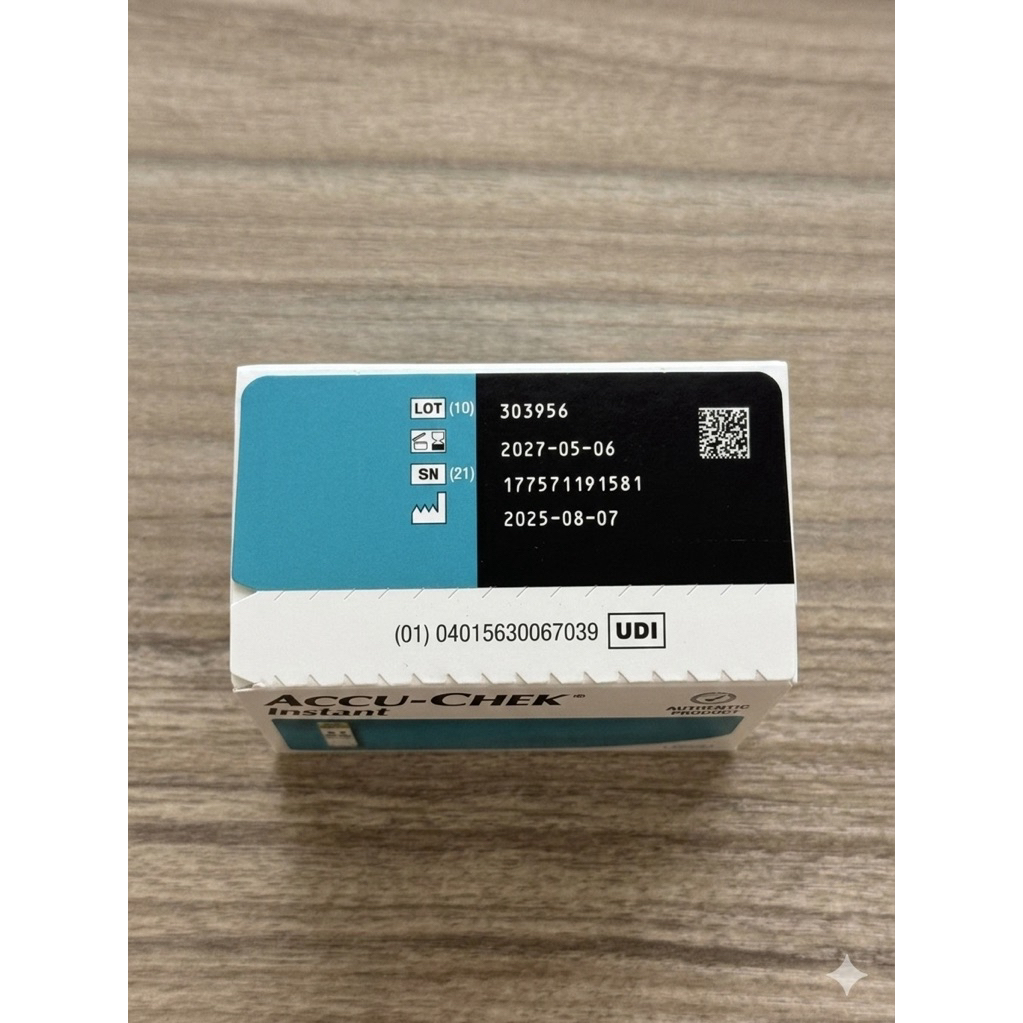 LOT (10) 303956
2027-05-06
SN (21) 177571191581
2025-08-07
(01) 04015630067039 UDI
ACCU-CHEK®
Instant
AUTHENTIC
PRODUCT